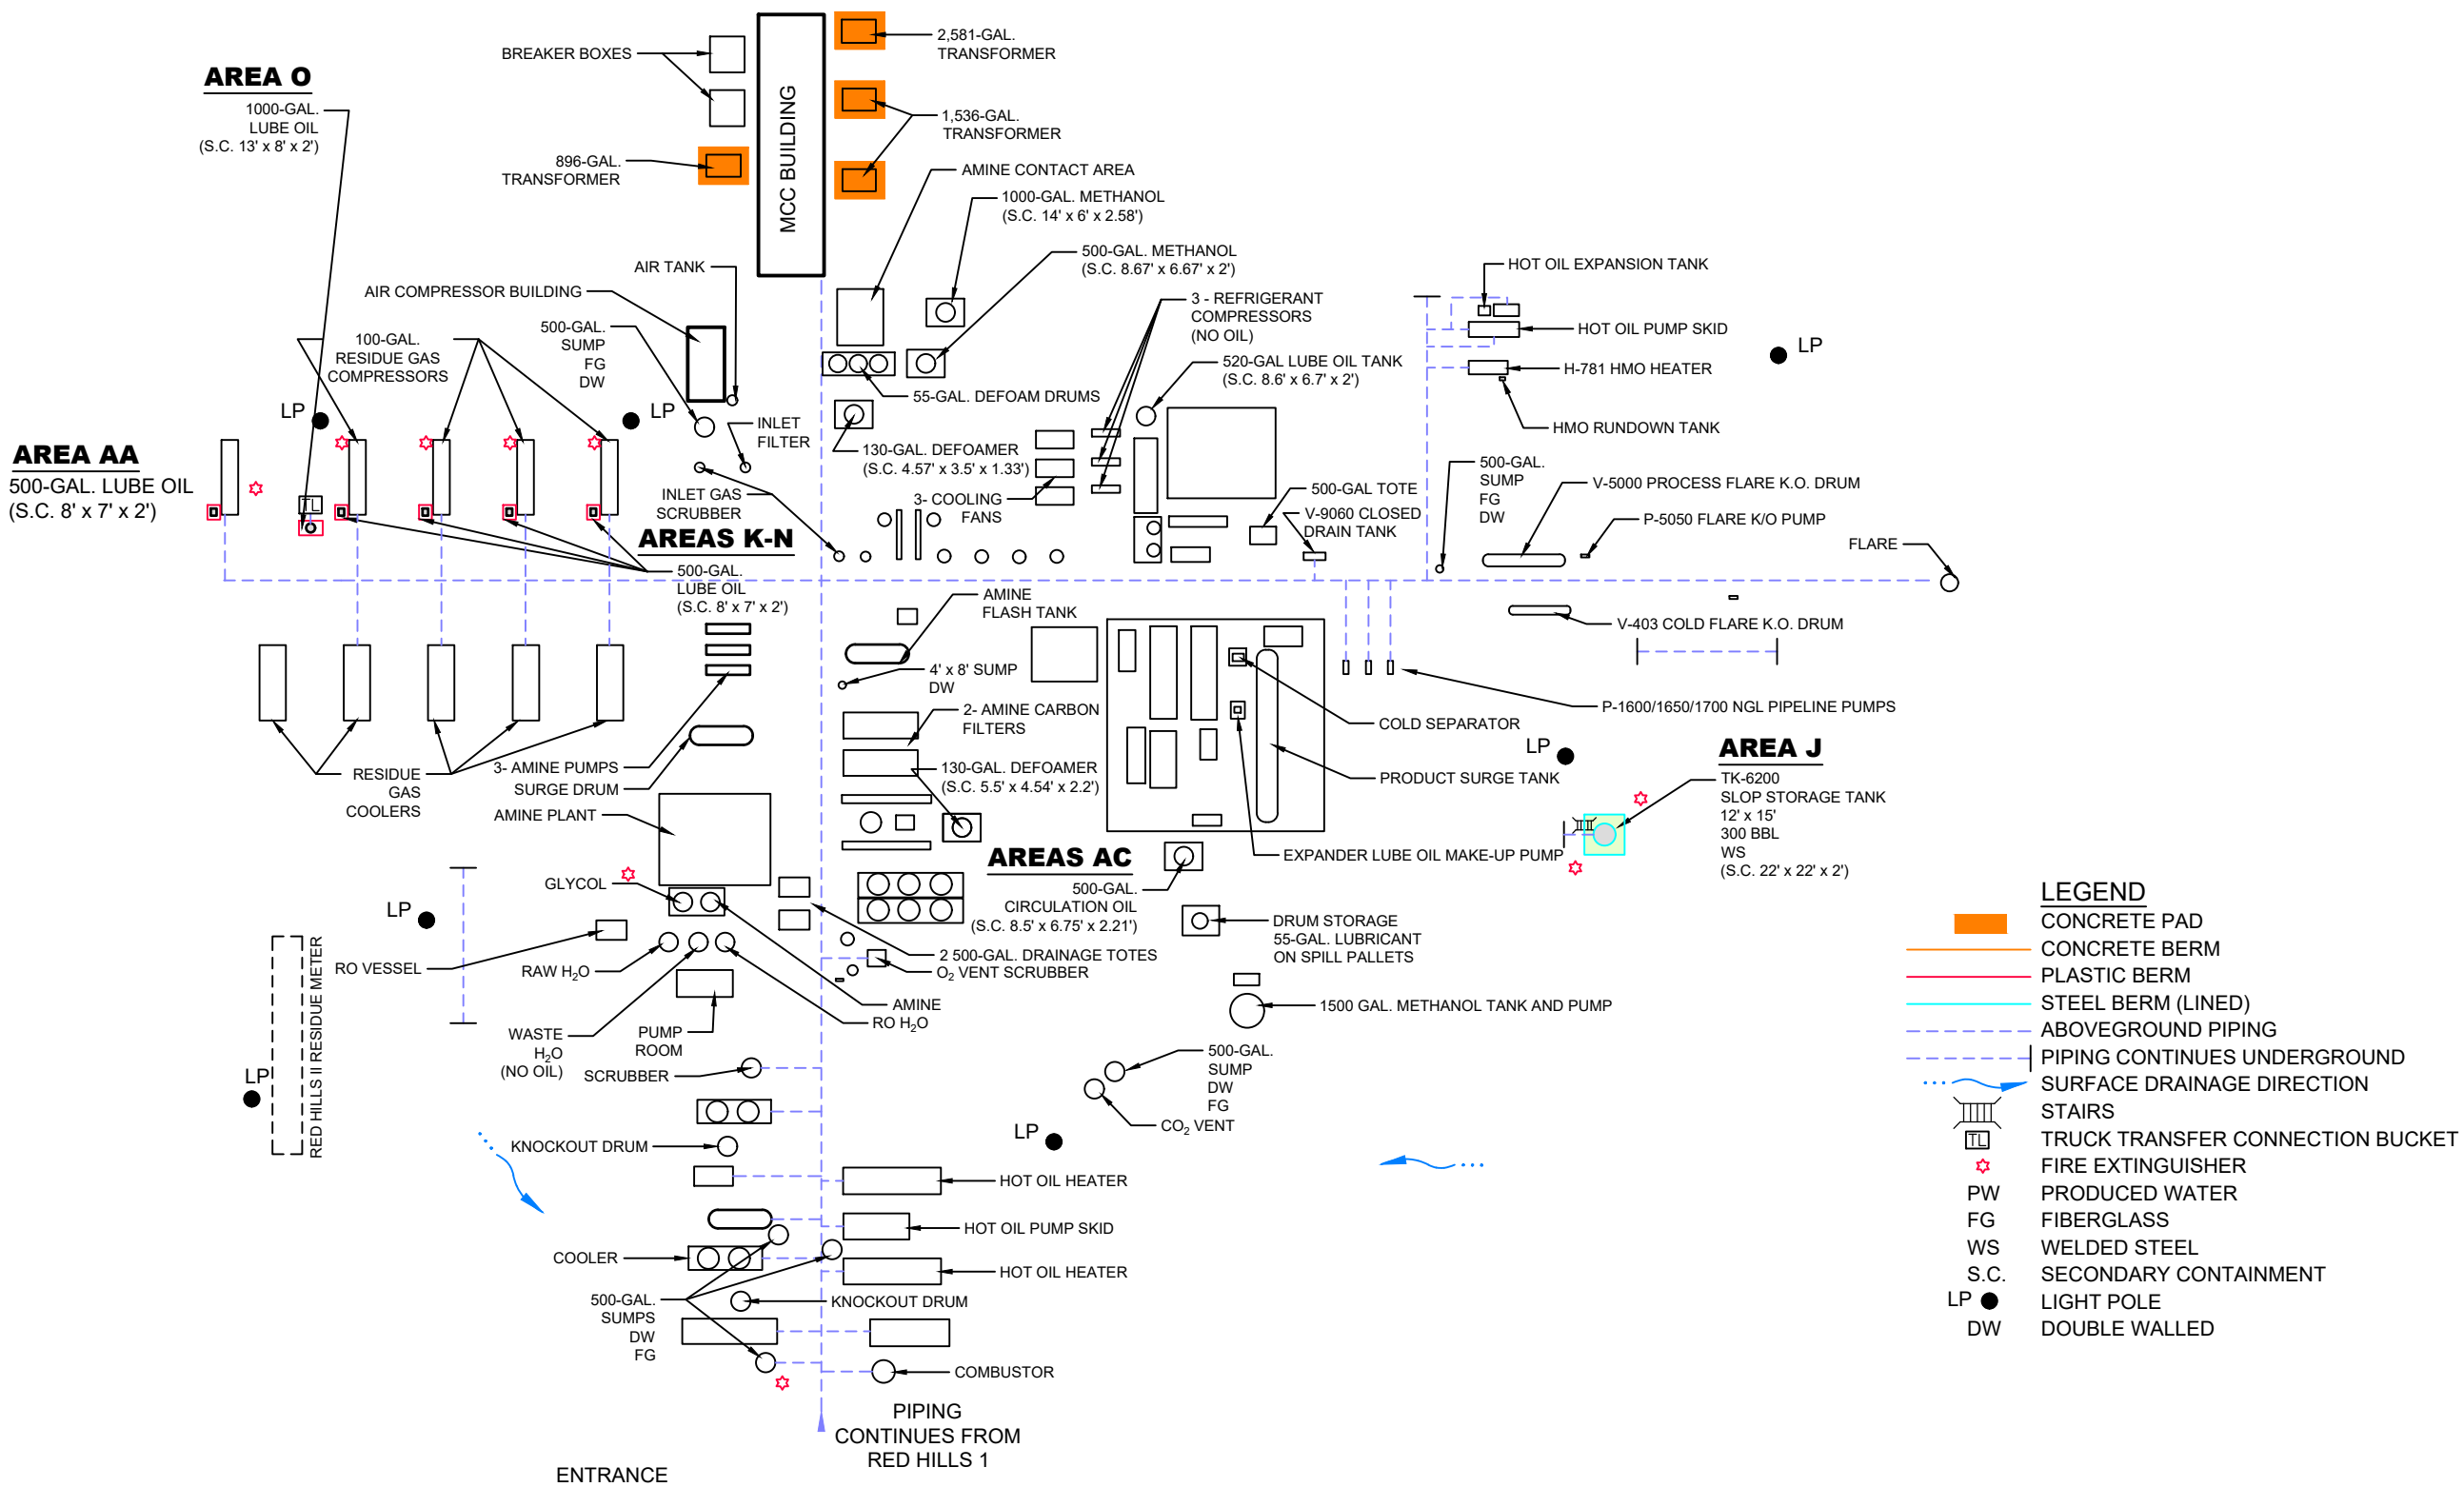 BREAKER BOXES
2,581-GAL.
TRANSFORMER
AREA O
1000-GAL.
LUBE OIL
(S.C. 13' x 8' x 2')
MCC BUILDING
1,536-GAL.
TRANSFORMER
896-GAL.
TRANSFORMER
AMINE CONTACT AREA
1000-GAL. METHANOL
(S.C. 14' x 6' x 2.58')
500-GAL. METHANOL
(S.C. 8.67' x 6.67' x 2')
AIR TANK
HOT OIL EXPANSION TANK
AIR COMPRESSOR BUILDING
3 - REFRIGERANT
COMPRESSORS
(NO OIL)
500-GAL.
SUMP
FG
DW
100-GAL.
RESIDUE GAS
COMPRESSORS
HOT OIL PUMP SKID
LP
520-GAL LUBE OIL TANK
(S.C. 8.6' x 6.7' x 2')
H-781 HMO HEATER
55-GAL. DEFOAM DRUMS
LP
LP
INLET
FILTER
HMO RUNDOWN TANK
130-GAL. DEFOAMER
(S.C. 4.57' x 3.5' x 1.33')
AREA AA
500-GAL. LUBE OIL
(S.C. 8' x 7' x 2')
500-GAL.
SUMP
FG
DW
V-5000 PROCESS FLARE K.O. DRUM
TL
INLET GAS
SCRUBBER
3- COOLING
FANS
500-GAL TOTE
V-9060 CLOSED
DRAIN TANK
P-5050 FLARE K/O PUMP
AREAS K-N
FLARE
500-GAL.
LUBE OIL
(S.C. 8' x 7' x 2')
AMINE
FLASH TANK
V-403 COLD FLARE K.O. DRUM
4' x 8' SUMP
DW
2- AMINE CARBON
FILTERS
P-1600/1650/1700 NGL PIPELINE PUMPS
COLD SEPARATOR
LP
AREA J
3- AMINE PUMPS
RESIDUE
GAS
COOLERS
130-GAL. DEFOAMER
(S.C. 5.5' x 4.54' x 2.2')
PRODUCT SURGE TANK
TK-6200
SLOP STORAGE TANK
12' x 15'
300 BBL
WS
(S.C. 22' x 22' x 2')
SURGE DRUM
AMINE PLANT
EXPANDER LUBE OIL MAKE-UP PUMP
AREAS AC
500-GAL.
CIRCULATION OIL
(S.C. 8.5' x 6.75' x 2.21')
GLYCOL
LP
DRUM STORAGE
55-GAL. LUBRICANT
ON SPILL PALLETS
2 500-GAL. DRAINAGE TOTES
O2 VENT SCRUBBER
RO VESSEL
RAW H2O
RED HILLS II RESIDUE METER
AMINE
RO H2O
1500 GAL. METHANOL TANK AND PUMP
WASTE
H2O
(NO OIL)
PUMP
ROOM
500-GAL.
SUMP
DW
FG
SCRUBBER
LP
CO2 VENT
LP
KNOCKOUT DRUM
HOT OIL HEATER
HOT OIL PUMP SKID
COOLER
HOT OIL HEATER
500-GAL.
SUMPS
DW
FG
KNOCKOUT DRUM
COMBUSTOR
PIPING
CONTINUES FROM
RED HILLS 1
ENTRANCE
LEGEND
CONCRETE PAD
CONCRETE BERM
PLASTIC BERM
STEEL BERM (LINED)
ABOVEGROUND PIPING
PIPING CONTINUES UNDERGROUND
SURFACE DRAINAGE DIRECTION
STAIRS
TL TRUCK TRANSFER CONNECTION BUCKET
FIRE EXTINGUISHER
PW PRODUCED WATER
FG FIBERGLASS
WS WELDED STEEL
S.C. SECONDARY CONTAINMENT
LP LIGHT POLE
DW DOUBLE WALLED